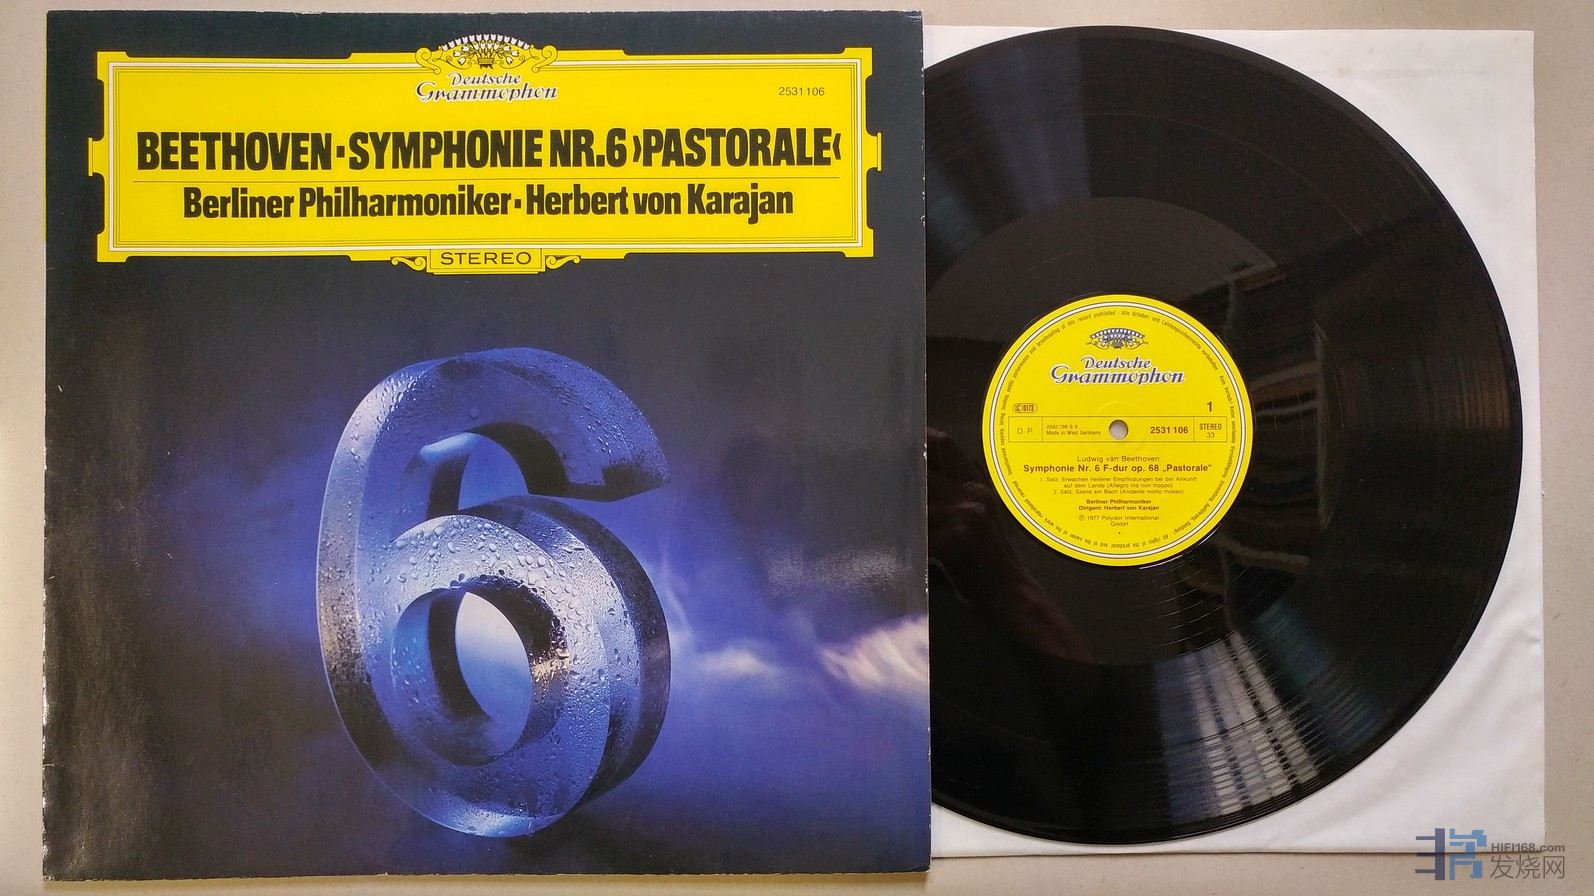 Deutsche
Grammophon
2531 106
BEETHOVEN·SYMPHONIE NR.6 ›PASTORALE‹
Berliner Philharmoniker·Herbert von Karajan
STEREO
Deutsche
Grammophon
LC 0173
1
D. P.
Made in West Germany
2531 106
STEREO
33
Ludwig van Beethoven
Symphonie Nr. 6 F-dur op. 68 „Pastorale"
1. Satz: Erwachen heiterer Empfindungen bei der Ankunft
auf dem Lande (Allegro ma non troppo)
2. Satz: Szene am Bach (Andante molto mosso)
Berliner Philharmoniker
Dirigent: Herbert von Karajan
℗ 1977 Polydor International
GmbH
HIFI168.com
发烧网